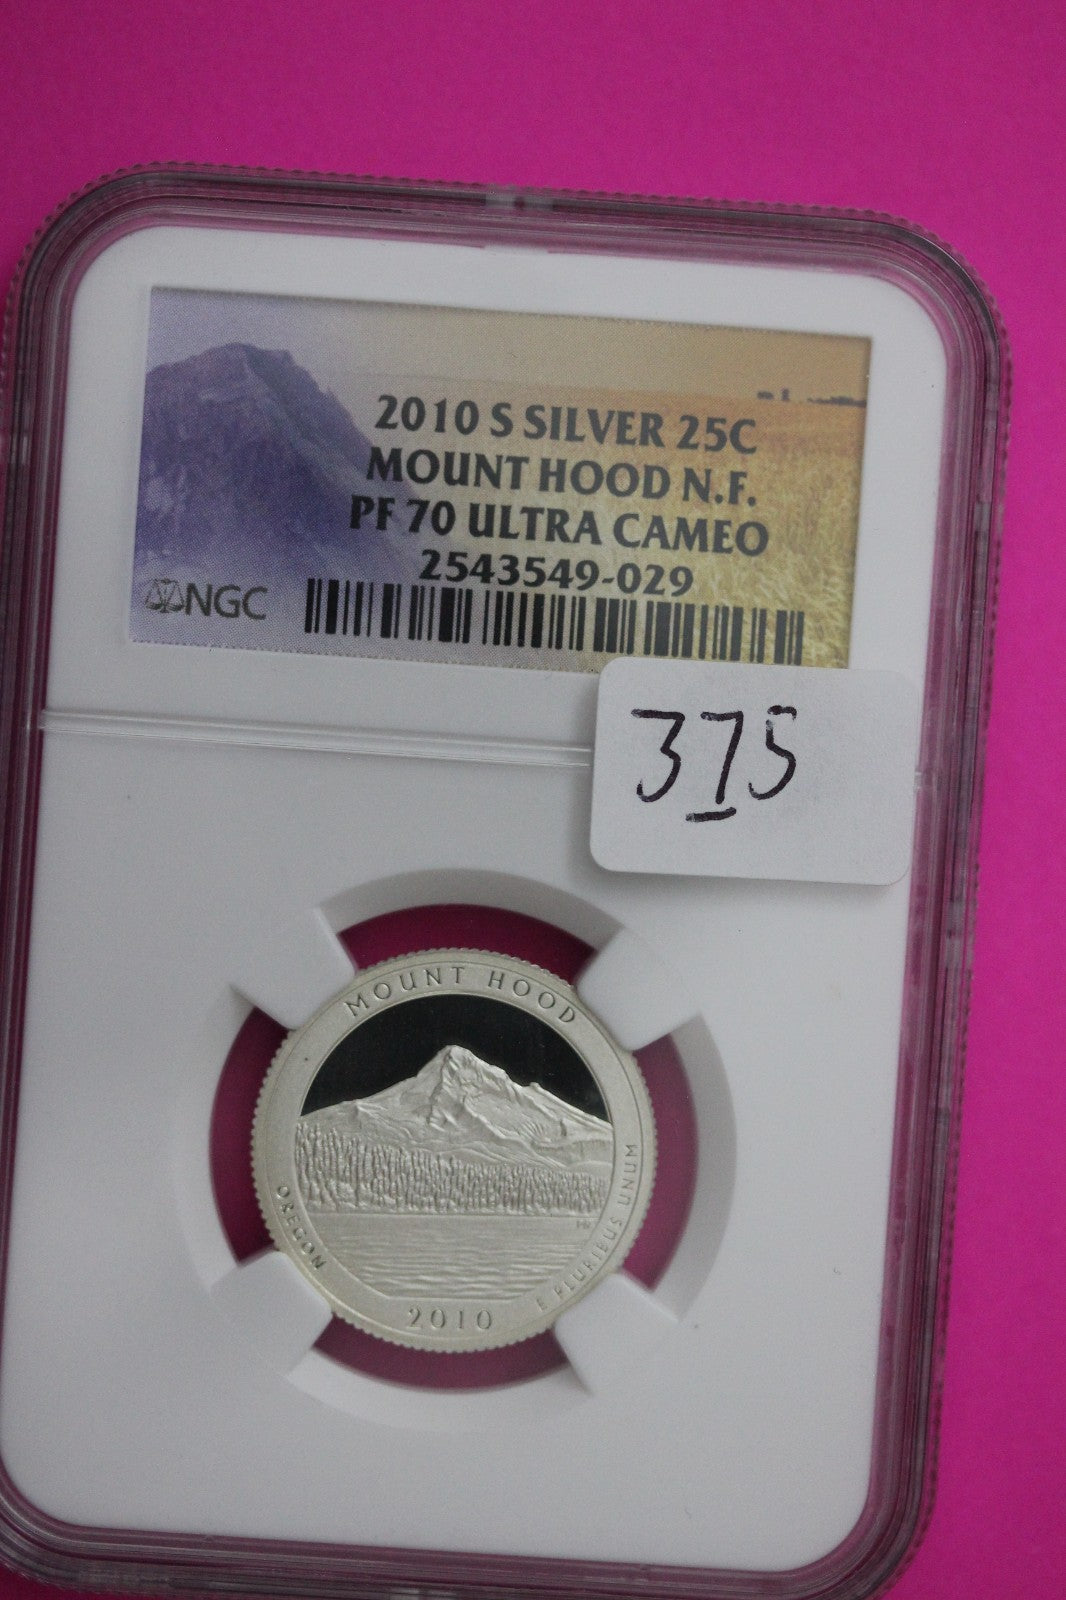 2010 S SILVER 25C
MOUNT HOOD N.F.
PF 70 ULTRA CAMEO
2543549-029
NGC
375
MOUNT HOOD
OREGON
E PLURIBUS UNUM
2010